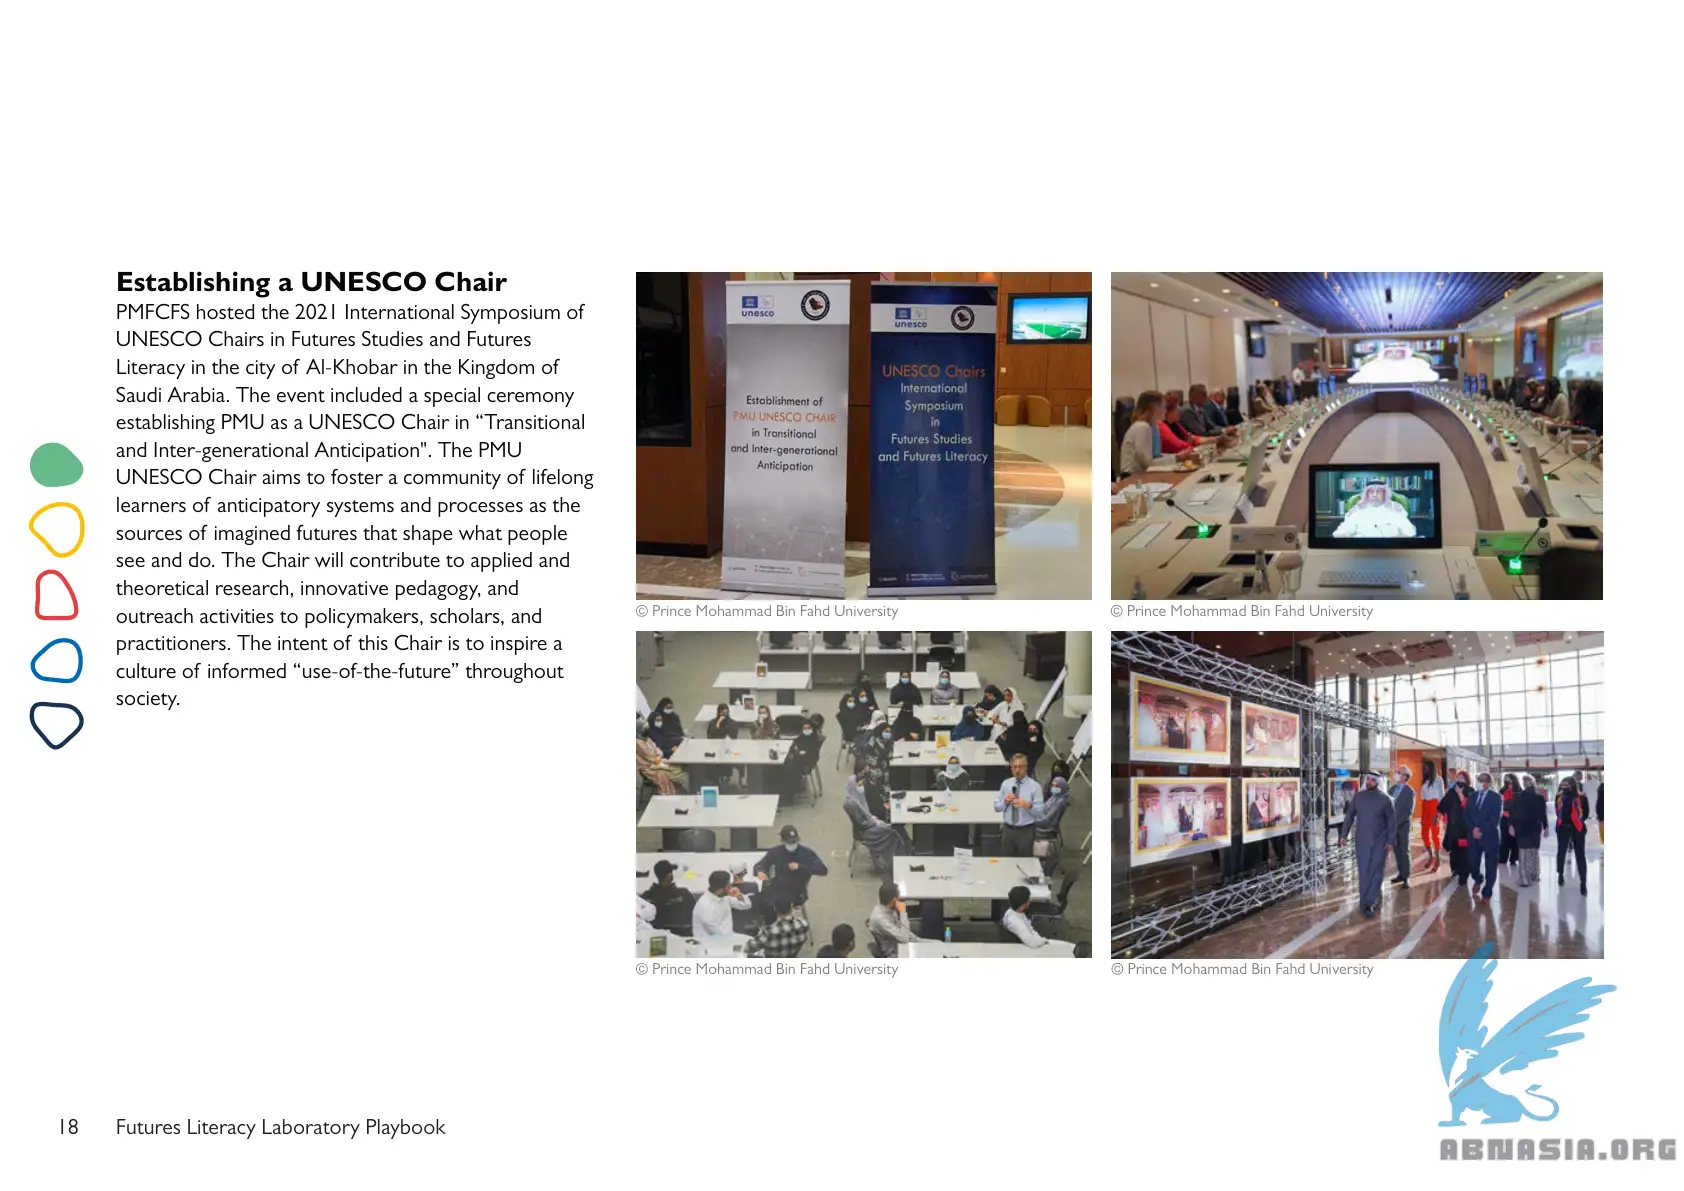 Establishing a UNESCO Chair
PMFCFS hosted the 2021 International Symposium of
UNESCO Chairs in Futures Studies and Futures
Literacy in the city of Al-Khobar in the Kingdom of
Saudi Arabia. The event included a special ceremony
establishing PMU as a UNESCO Chair in “Transitional
and Inter-generational Anticipation". The PMU
UNESCO Chair aims to foster a community of lifelong
learners of anticipatory systems and processes as the
sources of imagined futures that shape what people
see and do. The Chair will contribute to applied and
theoretical research, innovative pedagogy, and
outreach activities to policymakers, scholars, and
practitioners. The intent of this Chair is to inspire a
culture of informed “use-of-the-future” throughout
society.
unesco
Establishment of
PMU UNESCO CHAIR
in Transitional
and Inter-generational
Anticipation
unesco
UNESCO Chairs
International
Symposium
in
Futures Studies
and Futures Literacy
© Prince Mohammad Bin Fahd University
© Prince Mohammad Bin Fahd University
© Prince Mohammad Bin Fahd University
© Prince Mohammad Bin Fahd University
18 Futures Literacy Laboratory Playbook
ABNASIA.ORG